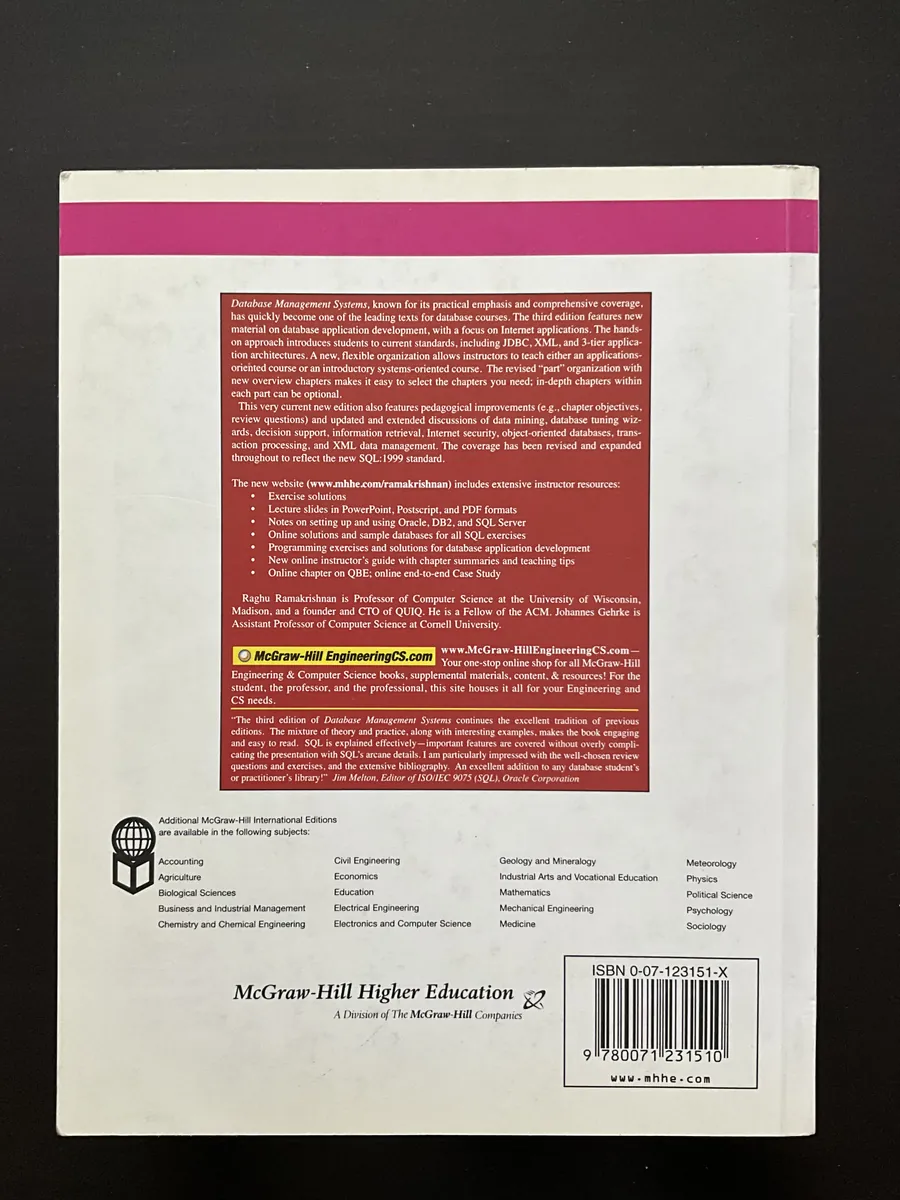 Database Management Systems, known for its practical emphasis and comprehensive coverage,
has quickly become one of the leading texts for database courses. The third edition features new
material on database application development, with a focus on Internet applications. The hands-
on approach introduces students to current standards, including JDBC, XML, and 3-tier applica-
tion architectures. A new, flexible organization allows instructors to teach either an applications-
oriented course or an introductory systems-oriented course. The revised “part” organization with
new overview chapters makes it easy to select the chapters you need; in-depth chapters within
each part can be optional.
This very current new edition also features pedagogical improvements (e.g., chapter objectives,
review questions) and updated and extended discussions of data mining, database tuning wiz-
ards, decision support, information retrieval, Internet security, object-oriented databases, trans-
action processing, and XML data management. The coverage has been revised and expanded
throughout to reflect the new SQL:1999 standard.
The new website (www.mhhe.com/ramakrishnan) includes extensive instructor resources:
• Exercise solutions
• Lecture slides in PowerPoint, Postscript, and PDF formats
• Notes on setting up and using Oracle, DB2, and SQL Server
• Online solutions and sample databases for all SQL exercises
• Programming exercises and solutions for database application development
• New online instructor's guide with chapter summaries and teaching tips
• Online chapter on QBE; online end-to-end Case Study
Raghu Ramakrishnan is Professor of Computer Science at the University of Wisconsin,
Madison, and a founder and CTO of QUIQ. He is a Fellow of the ACM. Johannes Gehrke is
Assistant Professor of Computer Science at Cornell University.
McGraw-Hill EngineeringCS.com
www.McGraw-HillEngineeringCS.com—
Your one-stop online shop for all McGraw-Hill
Engineering & Computer Science books, supplemental materials, content, & resources! For the
student, the professor, and the professional, this site houses it all for your Engineering and
CS needs.
“The third edition of Database Management Systems continues the excellent tradition of previous
editions. The mixture of theory and practice, along with interesting examples, makes the book engaging
and easy to read. SQL is explained effectively—important features are covered without overly compli-
cating the presentation with SQL's arcane details. I am particularly impressed with the well-chosen review
questions and exercises, and the extensive bibliography. An excellent addition to any database student's
or practitioner's library!” Jim Melton, Editor of ISO/IEC 9075 (SQL), Oracle Corporation
Additional McGraw-Hill International Editions
are available in the following subjects:
Accounting
Agriculture
Biological Sciences
Business and Industrial Management
Chemistry and Chemical Engineering
Civil Engineering
Economics
Education
Electrical Engineering
Electronics and Computer Science
Geology and Mineralogy
Industrial Arts and Vocational Education
Mathematics
Mechanical Engineering
Medicine
Meteorology
Physics
Political Science
Psychology
Sociology
McGraw-Hill Higher Education
A Division of The McGraw-Hill Companies
ISBN 0-07-123151-X
9 780071 231510
www.mhhe.com